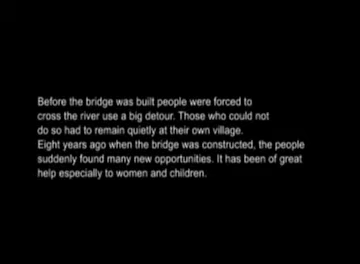 Before the bridge was built people were forced to
cross the river use a big detour. Those who could not
do so had to remain quietly at their own village.
Eight years ago when the bridge was constructed, the people
suddenly found many new opportunities. It has been of great
help especially to women and children.